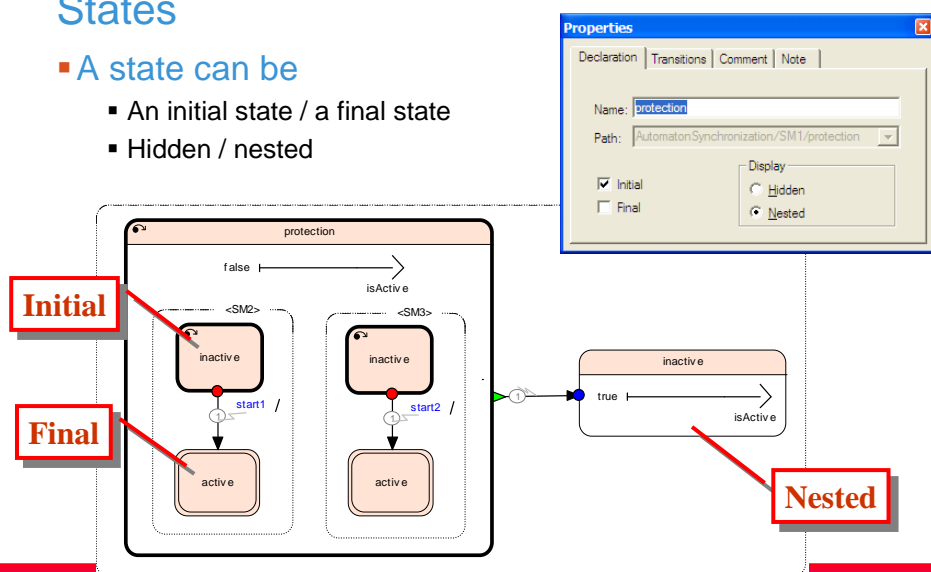 States
▪ A state can be
▪ An initial state / a final state
▪ Hidden / nested
Properties
Declaration
Transitions
Comment
Note
Name: protection
Path: AutomatonSynchronization/SM1/protection
Initial
Final
Display
Hidden
Nested
protection
false
isActive
<SM2>
<SM3>
inactive
inactive
1
start1 /
1
start2 /
active
active
1
inactive
true
isActive
Initial
Final
Nested